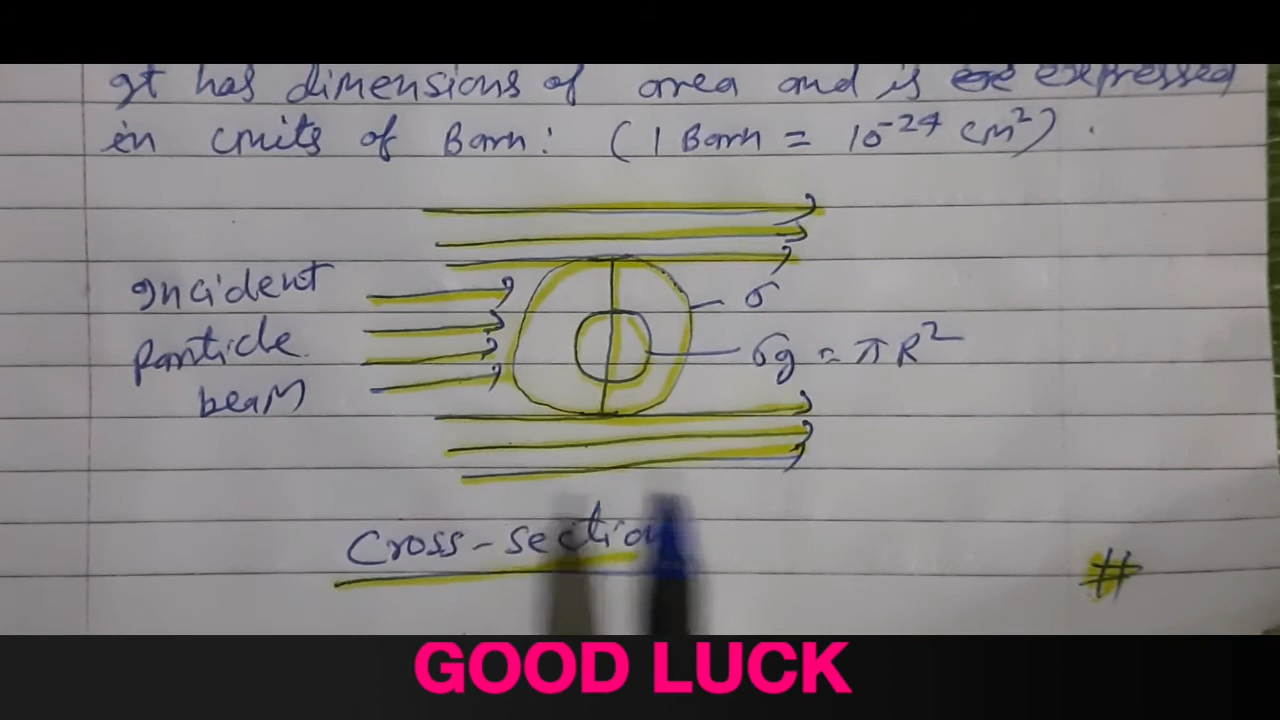 It has dimensions of area and is expressed
in units of Barn: (1 Barn = 10⁻²⁴ cm²).
Incident
particle
beam
σ
σg = πR²
Cross-section
#
GOOD LUCK